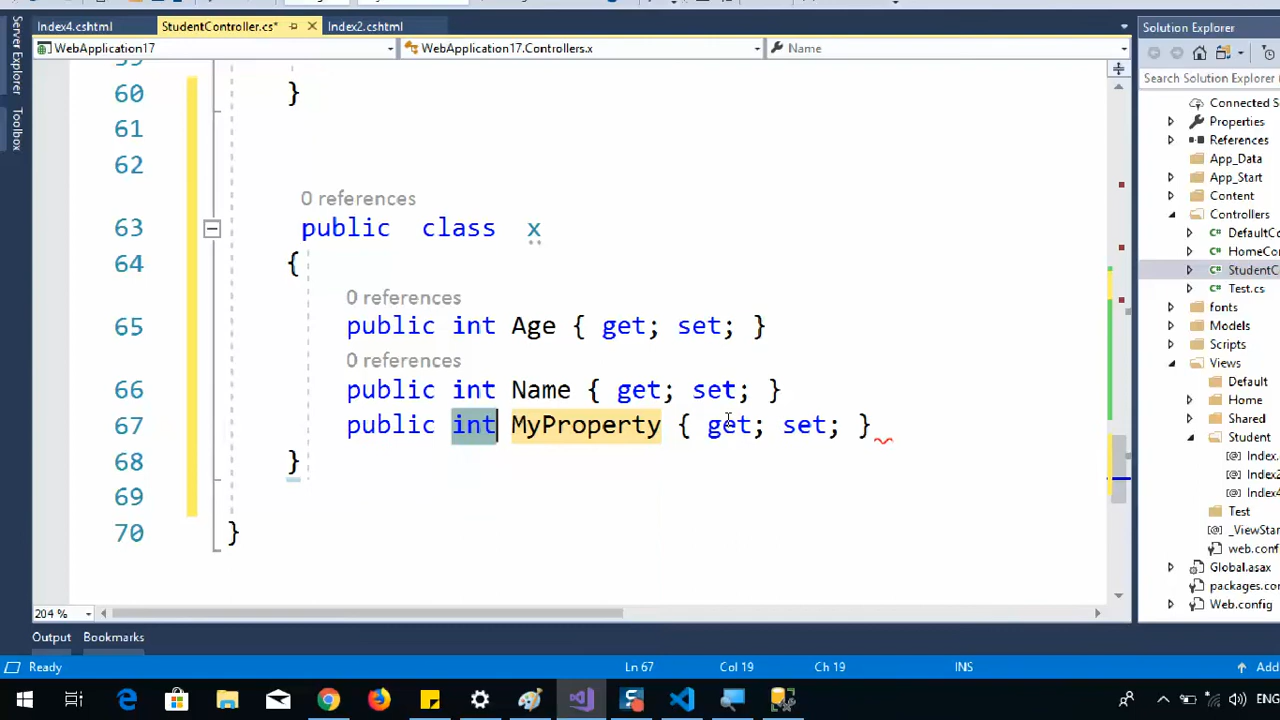 Index4.cshtml StudentController.cs* Index2.cshtml
Solution Explorer
WebApplication17 WebApplication17.Controllers.x Name
Search Solution Explorer
Server Explorer
Toolbox
60 }
61
62
0 references
63 public class x
64 {
0 references
65 public int Age { get; set; }
0 references
66 public int Name { get; set; }
67 public int MyProperty { get; set; }
68 }
69
70 }
Connected S
Properties
References
App_Data
App_Start
Content
Controllers
DefaultCo
HomeCon
StudentC
Test.cs
fonts
Models
Scripts
Views
Default
Home
Shared
Student
Index.
Index2
Index4
Test
_ViewStar
web.conf
Global.asax
packages.con
Web.config
204 %
Output Bookmarks
Ready Ln 67 Col 19 Ch 19 INS Add
ENG